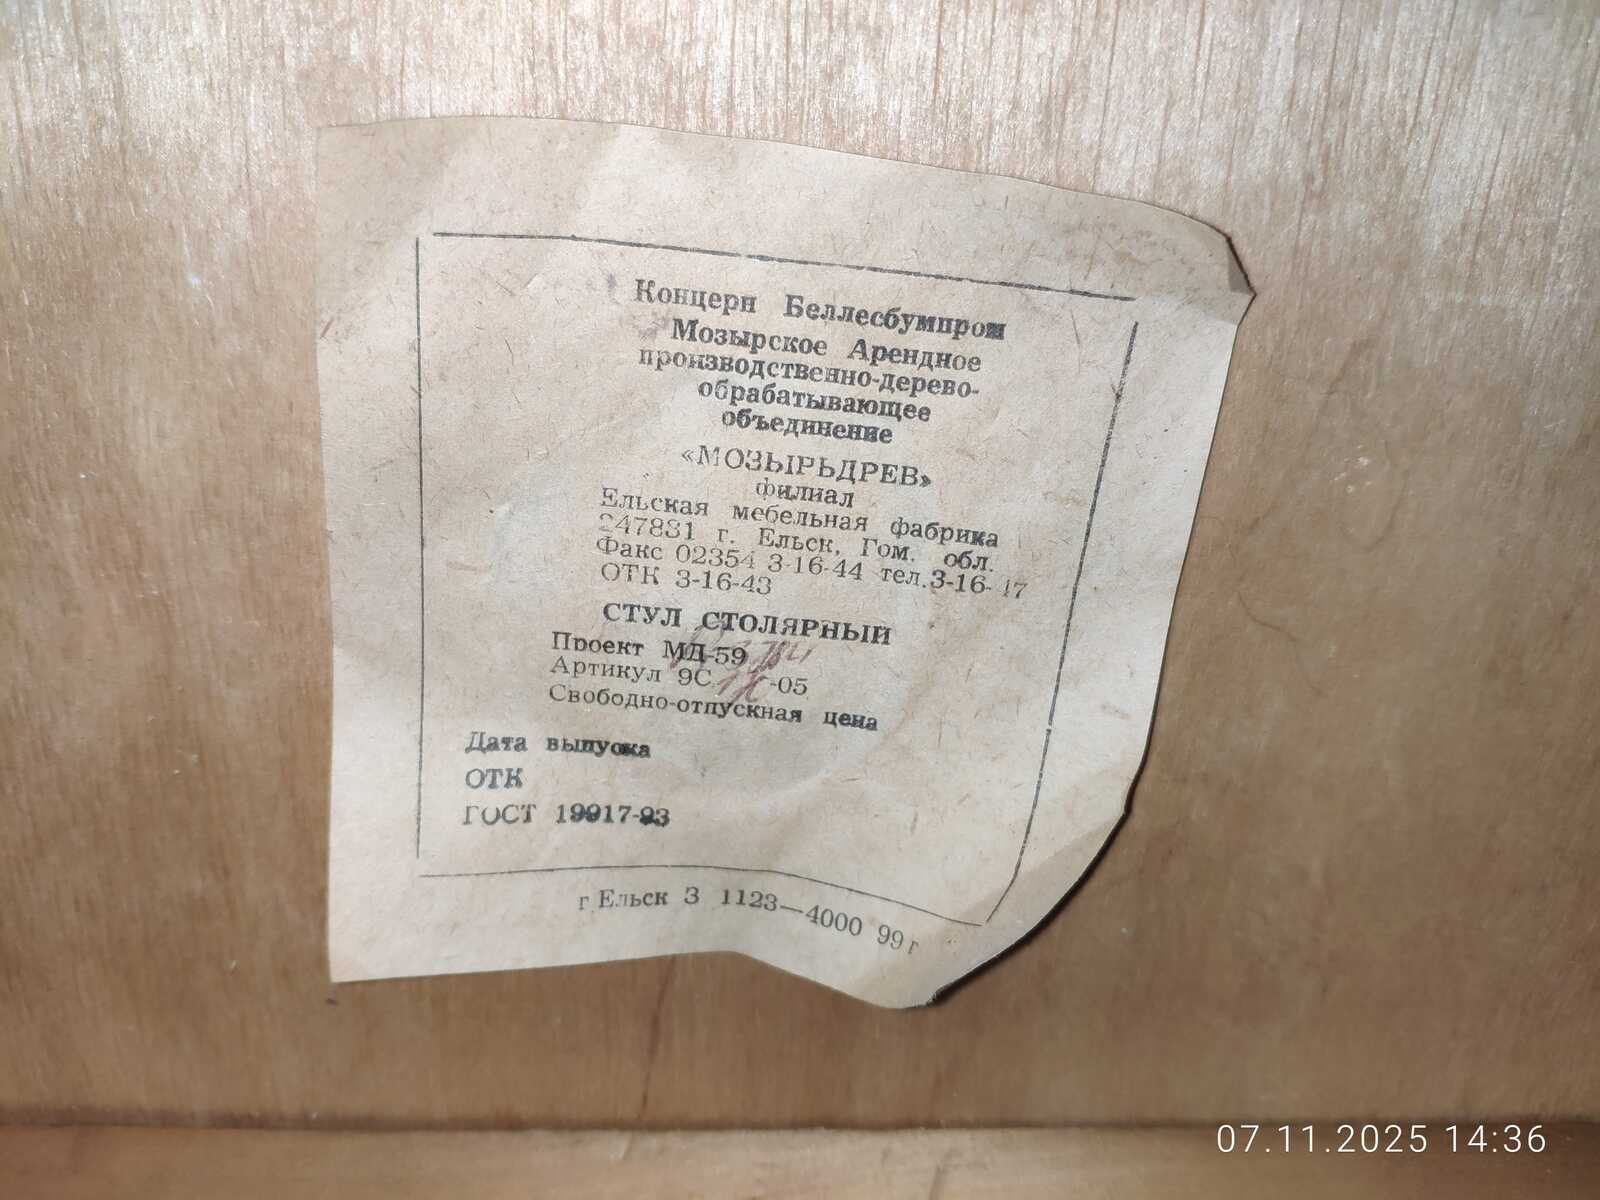 Концерн Беллесбумпром
Мозырское Арендное
производственно-дерево-
обрабатывающее
объединение
«МОЗЫРЬДРЕВ»
филиал
Ельская мебельная фабрика
247831 г. Ельск, Гом. обл.
Факс 02354 3-16-44 тел.3-16-17
ОТК 3-16-43
СТУЛ СТОЛЯРНЫЙ
Проект МД-59
Артикул 9С -05
Свободно-отпускная цена
Дата выпуска
ОТК
ГОСТ 19917-93
г Ельск З 1123—4000 99г
07.11.2025 14:36